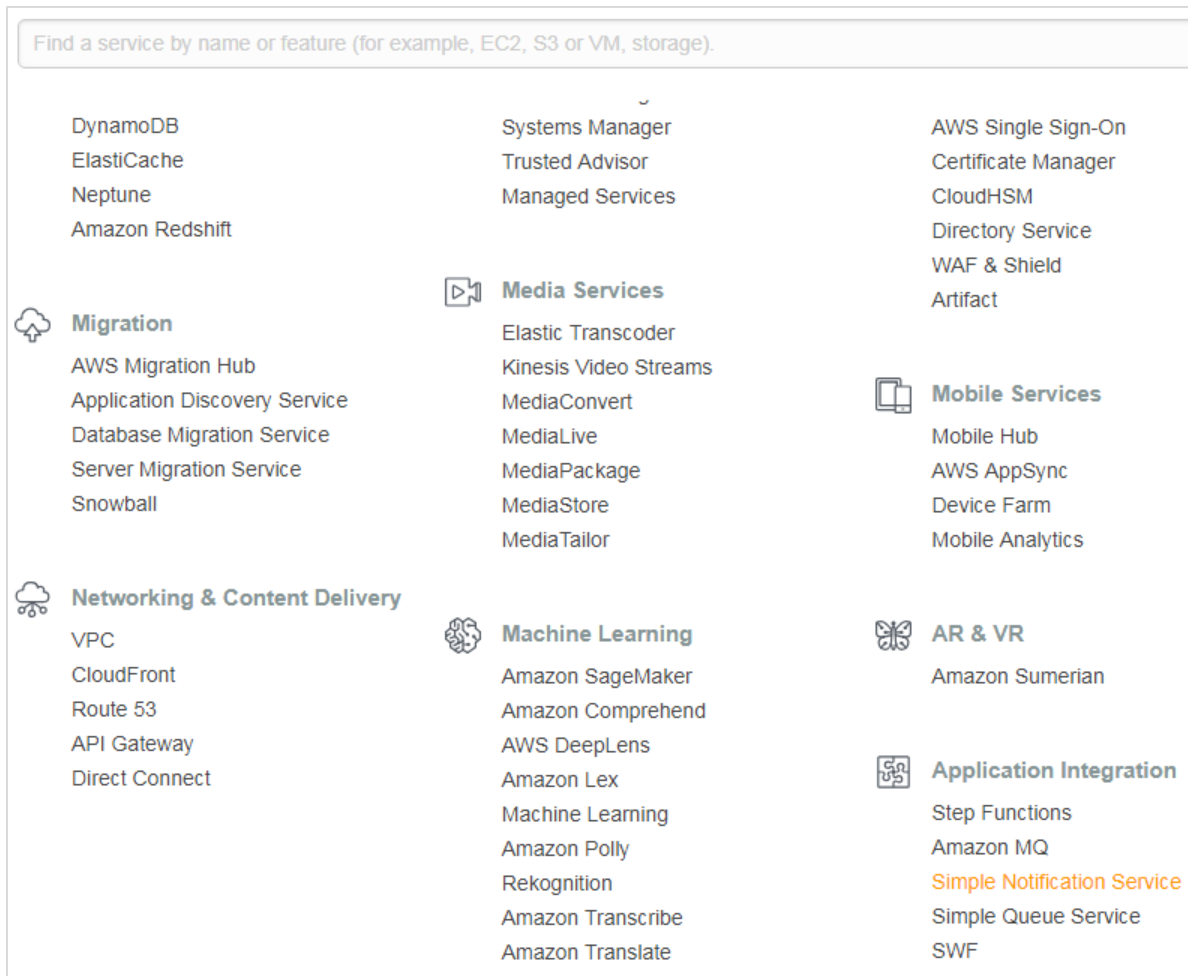 Find a service by name or feature (for example, EC2, S3 or VM, storage).
DynamoDB
ElastiCache
Neptune
Amazon Redshift
Migration
AWS Migration Hub
Application Discovery Service
Database Migration Service
Server Migration Service
Snowball
Networking & Content Delivery
VPC
CloudFront
Route 53
API Gateway
Direct Connect
Systems Manager
Trusted Advisor
Managed Services
Media Services
Elastic Transcoder
Kinesis Video Streams
MediaConvert
MediaLive
MediaPackage
MediaStore
MediaTailor
Machine Learning
Amazon SageMaker
Amazon Comprehend
AWS DeepLens
Amazon Lex
Machine Learning
Amazon Polly
Rekognition
Amazon Transcribe
Amazon Translate
AWS Single Sign-On
Certificate Manager
CloudHSM
Directory Service
WAF & Shield
Artifact
Mobile Services
Mobile Hub
AWS AppSync
Device Farm
Mobile Analytics
AR & VR
Amazon Sumerian
Application Integration
Step Functions
Amazon MQ
Simple Notification Service
Simple Queue Service
SWF